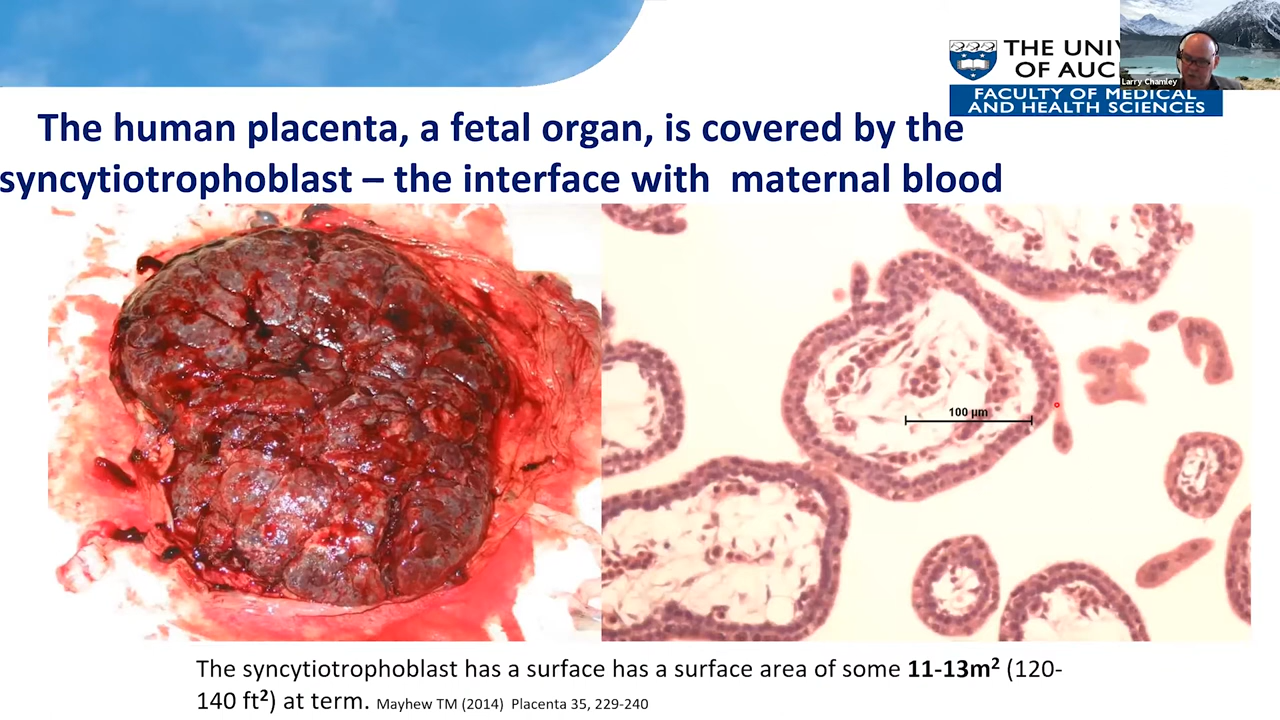 THE UNIV
OF AUC
Larry Chamley
FACULTY OF MEDICAL
AND HEALTH SCIENCES
The human placenta, a fetal organ, is covered by the
syncytiotrophoblast – the interface with maternal blood
100 µm
The syncytiotrophoblast has a surface has a surface area of some 11-13m² (120-
140 ft²) at term. Mayhew TM (2014) Placenta 35, 229-240